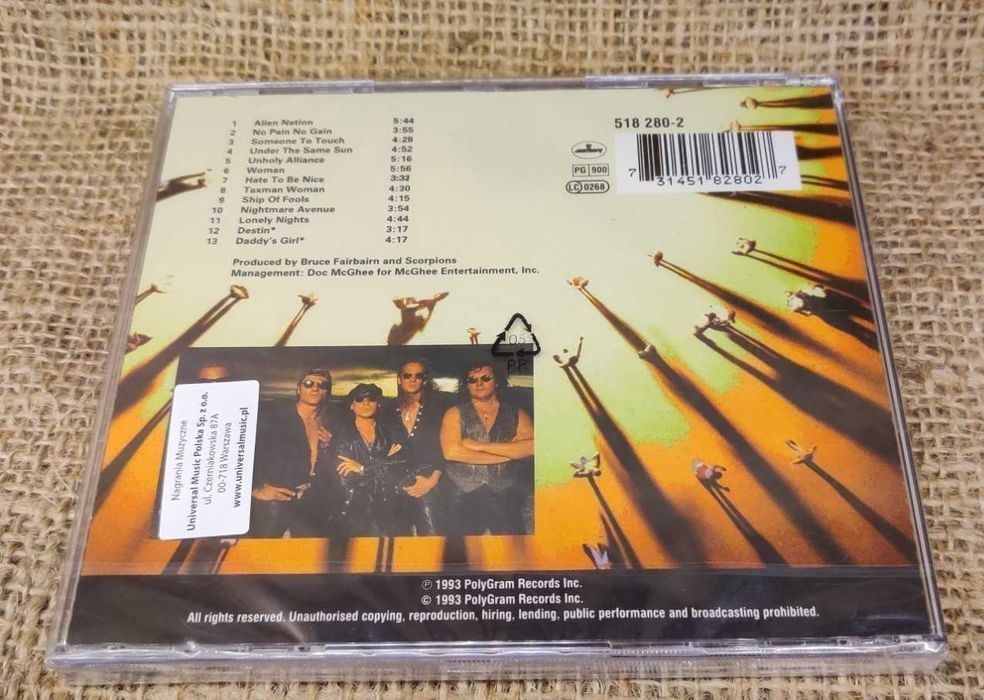 1 Alien Nation 5:44
2 No Pain No Gain 3:55
3 Someone To Touch 4:28
4 Under The Same Sun 4:52
5 Unholy Alliance 5:16
6 Woman 5:56
7 Hate To Be Nice 3:33
8 Taxman Woman 4:30
9 Ship Of Fools 4:15
10 Nightmare Avenue 3:54
11 Lonely Nights 4:44
12 Destin* 3:17
13 Daddy's Girl* 4:17
Produced by Bruce Fairbairn and Scorpions
Management: Doc McGhee for McGhee Entertainment, Inc.
518 280-2
PG 900
LC 0268
7 31451 82802 7
05
PP
Nagrania Muzyczne
Universal Music Polska Sp. z o.o.
ul. Czerniakowska 87A
00-718 Warszawa
www.universalmusic.pl
℗ 1993 PolyGram Records Inc.
© 1993 PolyGram Records Inc.
All rights reserved. Unauthorised copying, reproduction, hiring, lending, public performance and broadcasting prohibited.